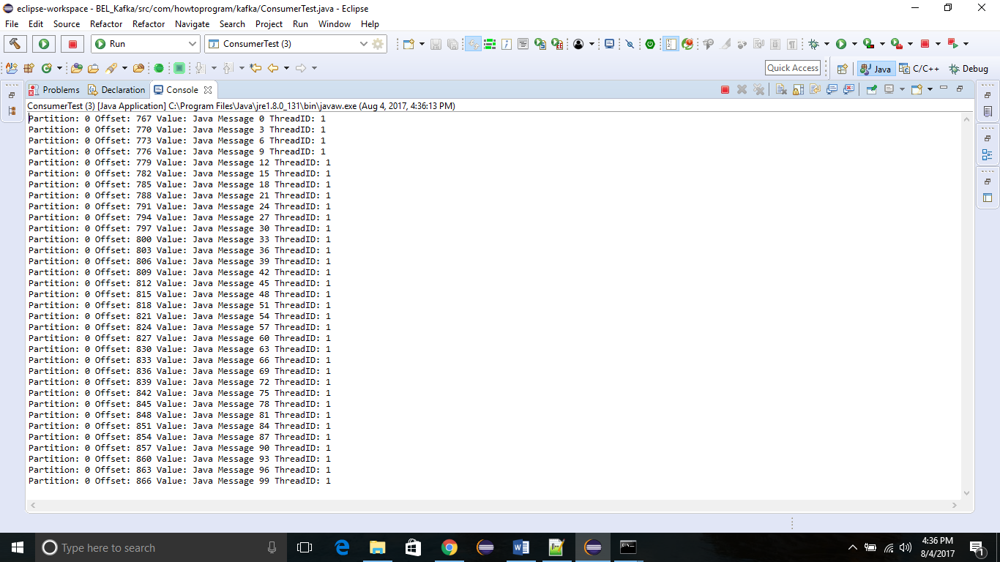 eclipse-workspace - BEL_Kafka/src/com/howtoprogram/kafka/ConsumerTest.java - Eclipse
File Edit Source Refactor Refactor Navigate Search Project Run Window Help
Run ConsumerTest (3)
Quick Access Java C/C++ Debug
Problems Declaration Console
ConsumerTest (3) [Java Application] C:\Program Files\Java\jre1.8.0_131\bin\javaw.exe (Aug 4, 2017, 4:36:13 PM)
Partition: 0 Offset: 767 Value: Java Message 0 ThreadID: 1
Partition: 0 Offset: 770 Value: Java Message 3 ThreadID: 1
Partition: 0 Offset: 773 Value: Java Message 6 ThreadID: 1
Partition: 0 Offset: 776 Value: Java Message 9 ThreadID: 1
Partition: 0 Offset: 779 Value: Java Message 12 ThreadID: 1
Partition: 0 Offset: 782 Value: Java Message 15 ThreadID: 1
Partition: 0 Offset: 785 Value: Java Message 18 ThreadID: 1
Partition: 0 Offset: 788 Value: Java Message 21 ThreadID: 1
Partition: 0 Offset: 791 Value: Java Message 24 ThreadID: 1
Partition: 0 Offset: 794 Value: Java Message 27 ThreadID: 1
Partition: 0 Offset: 797 Value: Java Message 30 ThreadID: 1
Partition: 0 Offset: 800 Value: Java Message 33 ThreadID: 1
Partition: 0 Offset: 803 Value: Java Message 36 ThreadID: 1
Partition: 0 Offset: 806 Value: Java Message 39 ThreadID: 1
Partition: 0 Offset: 809 Value: Java Message 42 ThreadID: 1
Partition: 0 Offset: 812 Value: Java Message 45 ThreadID: 1
Partition: 0 Offset: 815 Value: Java Message 48 ThreadID: 1
Partition: 0 Offset: 818 Value: Java Message 51 ThreadID: 1
Partition: 0 Offset: 821 Value: Java Message 54 ThreadID: 1
Partition: 0 Offset: 824 Value: Java Message 57 ThreadID: 1
Partition: 0 Offset: 827 Value: Java Message 60 ThreadID: 1
Partition: 0 Offset: 830 Value: Java Message 63 ThreadID: 1
Partition: 0 Offset: 833 Value: Java Message 66 ThreadID: 1
Partition: 0 Offset: 836 Value: Java Message 69 ThreadID: 1
Partition: 0 Offset: 839 Value: Java Message 72 ThreadID: 1
Partition: 0 Offset: 842 Value: Java Message 75 ThreadID: 1
Partition: 0 Offset: 845 Value: Java Message 78 ThreadID: 1
Partition: 0 Offset: 848 Value: Java Message 81 ThreadID: 1
Partition: 0 Offset: 851 Value: Java Message 84 ThreadID: 1
Partition: 0 Offset: 854 Value: Java Message 87 ThreadID: 1
Partition: 0 Offset: 857 Value: Java Message 90 ThreadID: 1
Partition: 0 Offset: 860 Value: Java Message 93 ThreadID: 1
Partition: 0 Offset: 863 Value: Java Message 96 ThreadID: 1
Partition: 0 Offset: 866 Value: Java Message 99 ThreadID: 1
Type here to search
4:36 PM
8/4/2017
1